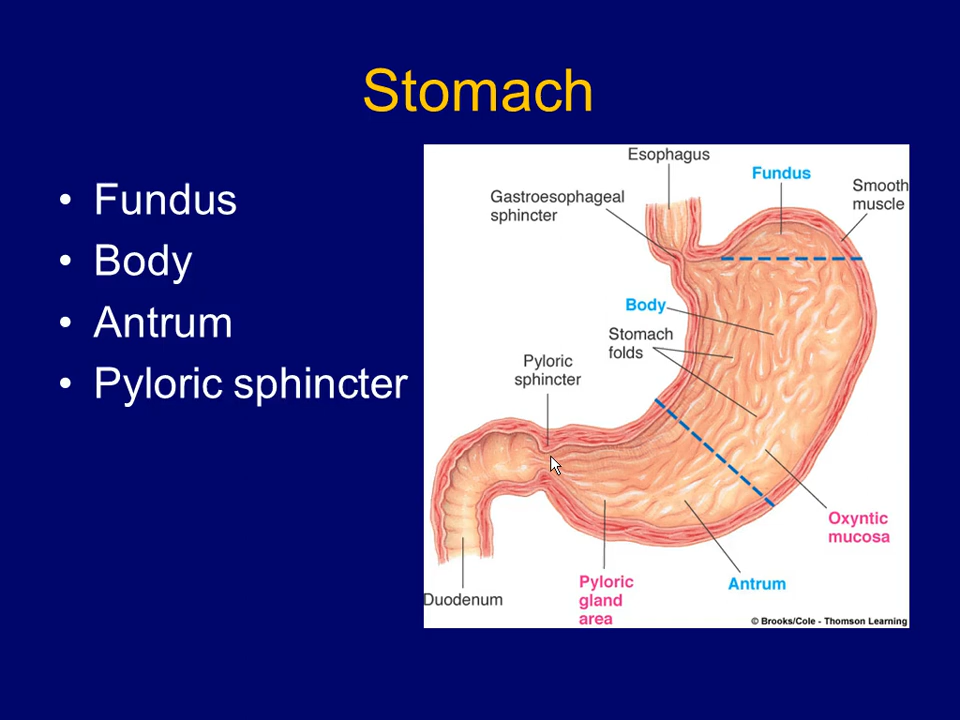 Stomach
• Fundus
• Body
• Antrum
• Pyloric sphincter
Esophagus
Fundus
Smooth
muscle
Gastroesophageal
sphincter
Body
Stomach
folds
Pyloric
sphincter
Oxyntic
mucosa
Antrum
Pyloric
gland
area
Duodenum
© Brooks/Cole - Thomson Learning